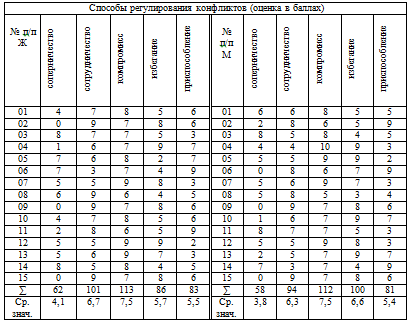 Способы регулирования конфликтов (оценка в баллах)
№ п/п Ж соперничество сотрудничество компромисс избегание приспособление № п/п М соперничество сотрудничество компромисс избегание приспособление
01 4 7 8 5 6 01 6 6 8 5 5
02 0 9 7 8 6 02 2 8 6 5 9
03 8 7 7 5 3 03 8 5 8 4 5
04 1 6 7 9 7 04 4 4 10 9 3
05 7 6 8 2 7 05 5 5 9 9 2
06 7 3 7 4 9 06 0 8 6 7 9
07 5 5 9 8 3 07 5 6 9 7 3
08 6 9 6 4 5 08 5 8 5 3 4
09 0 9 7 8 6 09 0 9 7 8 6
10 4 7 8 5 6 10 1 6 7 9 7
11 2 8 6 5 9 11 8 7 7 5 3
12 5 5 9 9 2 12 5 5 9 8 3
13 5 6 9 7 3 13 2 5 7 9 7
14 8 5 8 4 5 14 7 3 7 4 9
15 0 9 7 8 6 15 0 9 7 8 6
∑ 62 101 113 86 83 ∑ 58 94 112 100 81
Ср. знач. 4,1 6,7 7,5 5,7 5,5 Ср. знач. 3,8 6,3 7,5 6,6 5,4